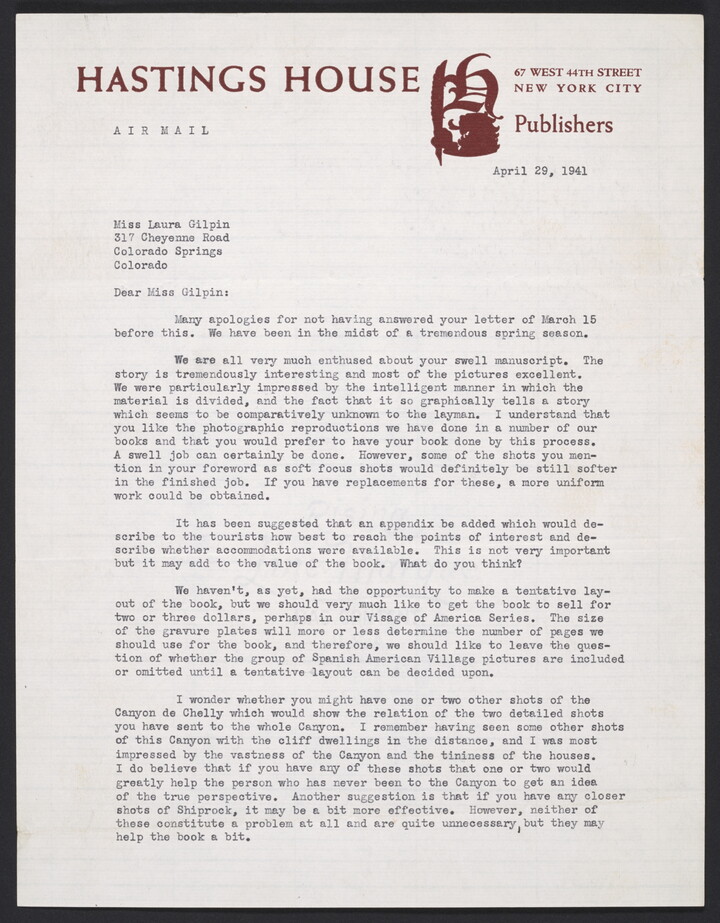 HASTINGS HOUSE
67 WEST 44TH STREET
NEW YORK CITY
Publishers
AIR MAIL
April 29, 1941
Miss Laura Gilpin
317 Cheyenne Road
Colorado Springs
Colorado
Dear Miss Gilpin:
Many apologies for not having answered your letter of March 15
before this. We have been in the midst of a tremendous spring season.
We are all very much enthused about your swell manuscript. The
story is tremendously interesting and most of the pictures excellent.
We were particularly impressed by the intelligent manner in which the
material is divided, and the fact that it so graphically tells a story
which seems to be comparatively unknown to the layman. I understand that
you like the photographic reproductions we have done in a number of our
books and that you would prefer to have your book done by this process.
A swell job can certainly be done. However, some of the shots you men-
tion in your foreword as soft focus shots would definitely be still softer
in the finished job. If you have replacements for these, a more uniform
work could be obtained.
It has been suggested that an appendix be added which would de-
scribe to the tourists how best to reach the points of interest and de-
scribe whether accommodations were available. This is not very important
but it may add to the value of the book. What do you think?
We haven't, as yet, had the opportunity to make a tentative lay-
out of the book, but we should very much like to get the book to sell for
two or three dollars, perhaps in our Visage of America Series. The size
of the gravure plates will more or less determine the number of pages we
should use for the book, and therefore, we should like to leave the ques-
tion of whether the group of Spanish American Village pictures are included
or omitted until a tentative layout can be decided upon.
I wonder whether you might have one or two other shots of the
Canyon de Chelly which would show the relation of the two detailed shots
you have sent to the whole Canyon. I remember having seen some other shots
of this Canyon with the cliff dwellings in the distance, and I was most
impressed by the vastness of the Canyon and the tininess of the houses.
I do believe that if you have any of these shots that one or two would
greatly help the person who has never been to the Canyon to get an idea
of the true perspective. Another suggestion is that if you have any closer
shots of Shiprock, it may be a bit more effective. However, neither of
these constitute a problem at all and are quite unnecessary, but they may
help the book a bit.